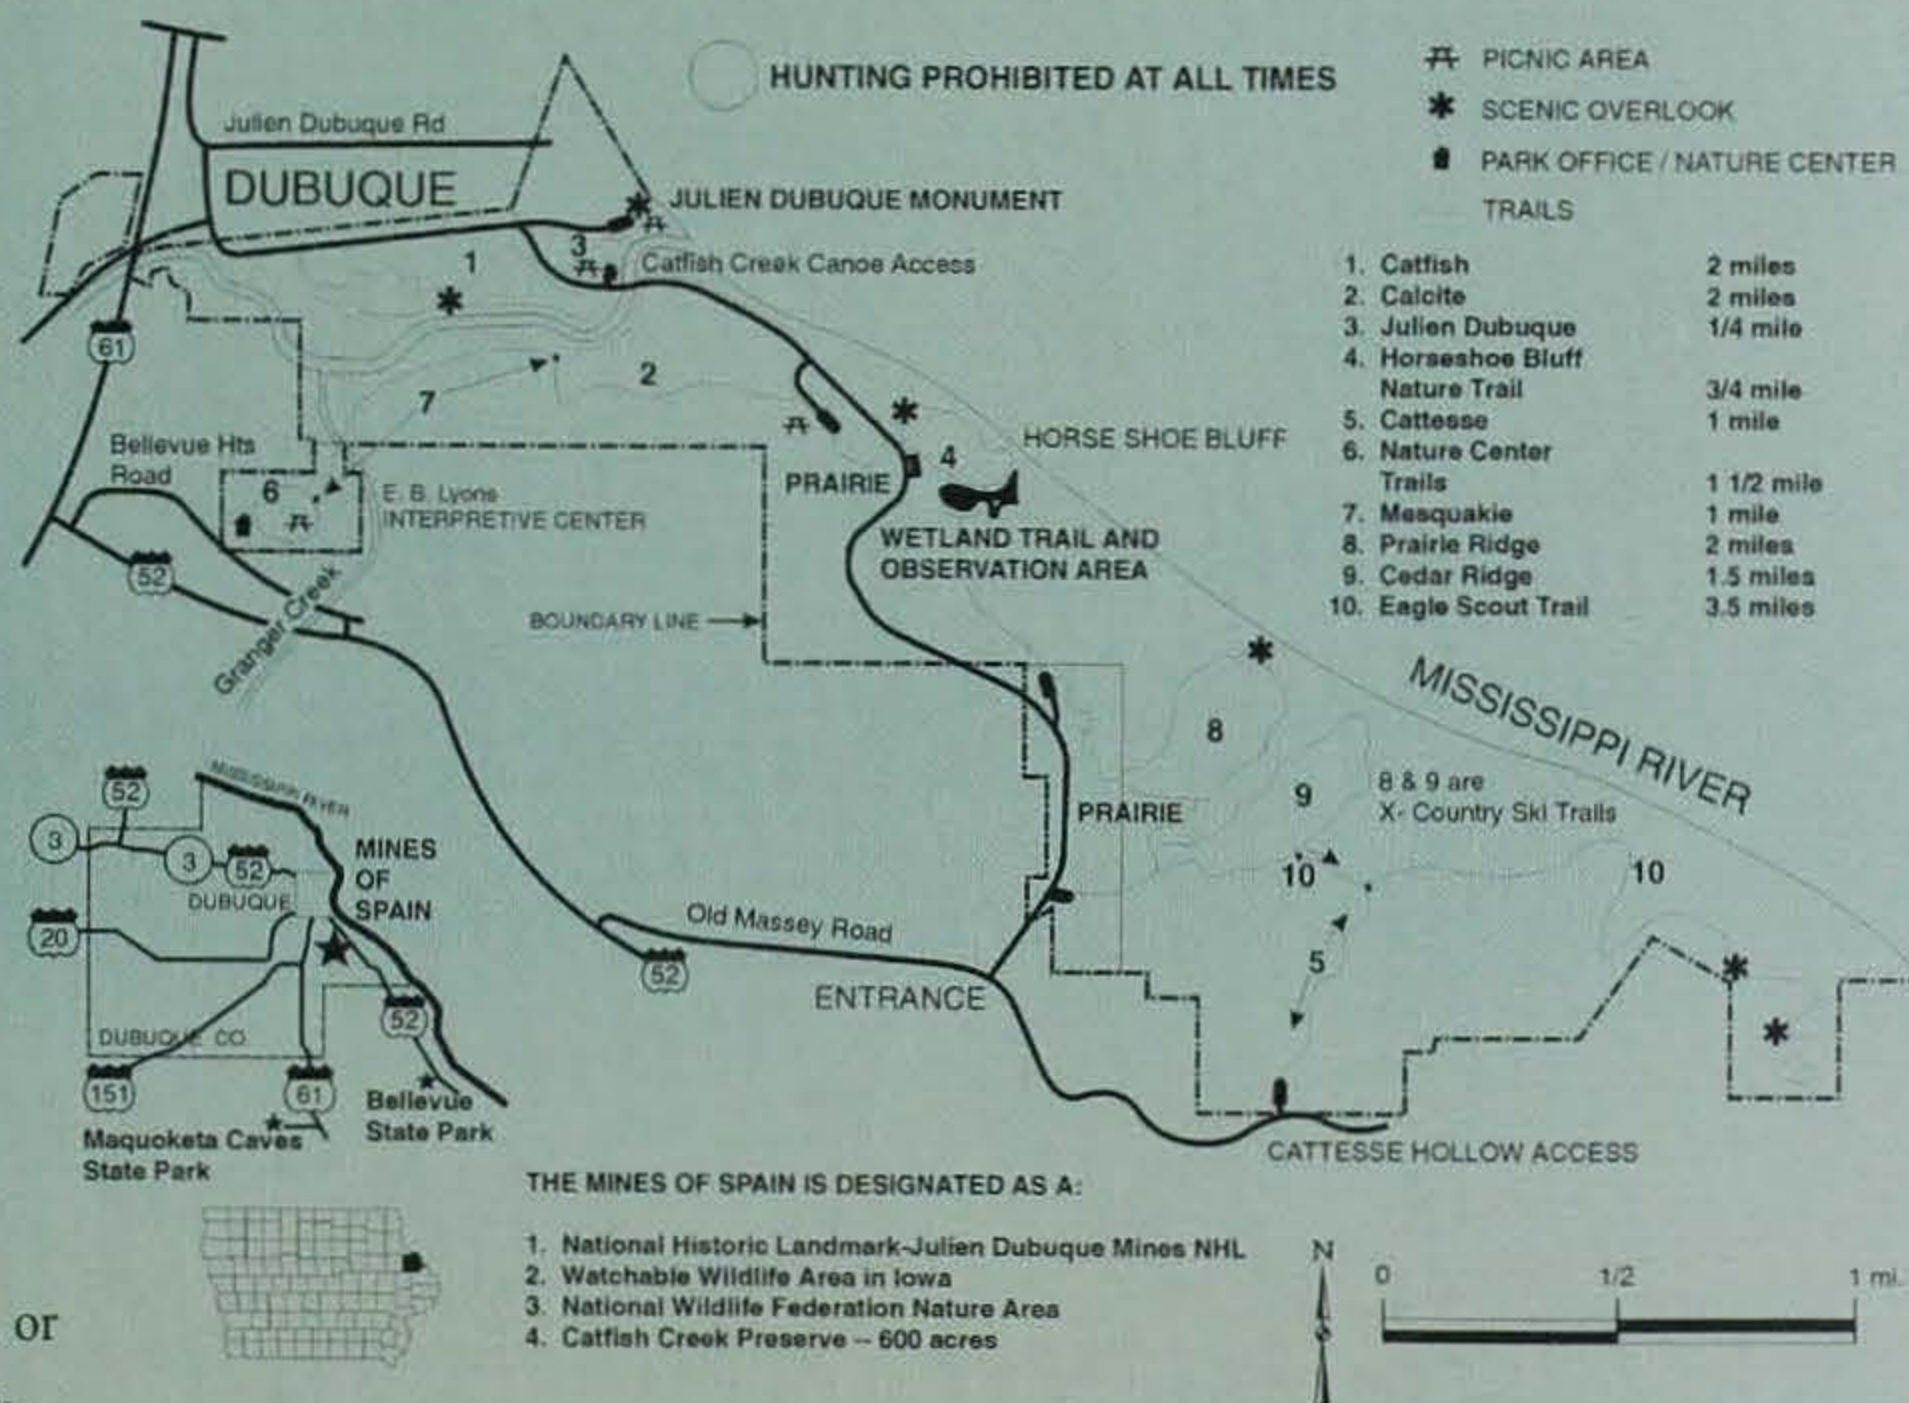 HUNTING PROHIBITED AT ALL TIMES
PICNIC AREA
SCENIC OVERLOOK
PARK OFFICE / NATURE CENTER
TRAILS
Julien Dubuque Rd
DUBUQUE
JULIEN DUBUQUE MONUMENT
3
1
Catfish Creek Canoe Access
1. Catfish 2 miles
2. Calcite 2 miles
3. Julien Dubuque 1/4 mile
4. Horseshoe Bluff
Nature Trail 3/4 mile
5. Cattesse 1 mile
6. Nature Center
Trails 1 1/2 mile
7. Mesquakie 1 mile
8. Prairie Ridge 2 miles
9. Cedar Ridge 1.5 miles
10. Eagle Scout Trail 3.5 miles
61
2
7
Bellevue Hts
Road
HORSE SHOE BLUFF
4
PRAIRIE
6
E. B. Lyons
INTERPRETIVE CENTER
WETLAND TRAIL AND
OBSERVATION AREA
52
Granger Creek
BOUNDARY LINE
MISSISSIPPI RIVER
8
9
8 & 9 are
X- Country Ski Trails
PRAIRIE
10
10
5
Old Massey Road
52
ENTRANCE
CATTESSE HOLLOW ACCESS
MISSISSIPPI RIVER
52
3
3
52
DUBUQUE
MINES
OF
SPAIN
20
52
DUBUQUE CO.
151
61
Bellevue
State Park
Maquoketa Caves
State Park
THE MINES OF SPAIN IS DESIGNATED AS A:
1. National Historic Landmark-Julien Dubuque Mines NHL
2. Watchable Wildlife Area in Iowa
3. National Wildlife Federation Nature Area
4. Catfish Creek Preserve -- 600 acres
N
0 1/2 1 mi.
or